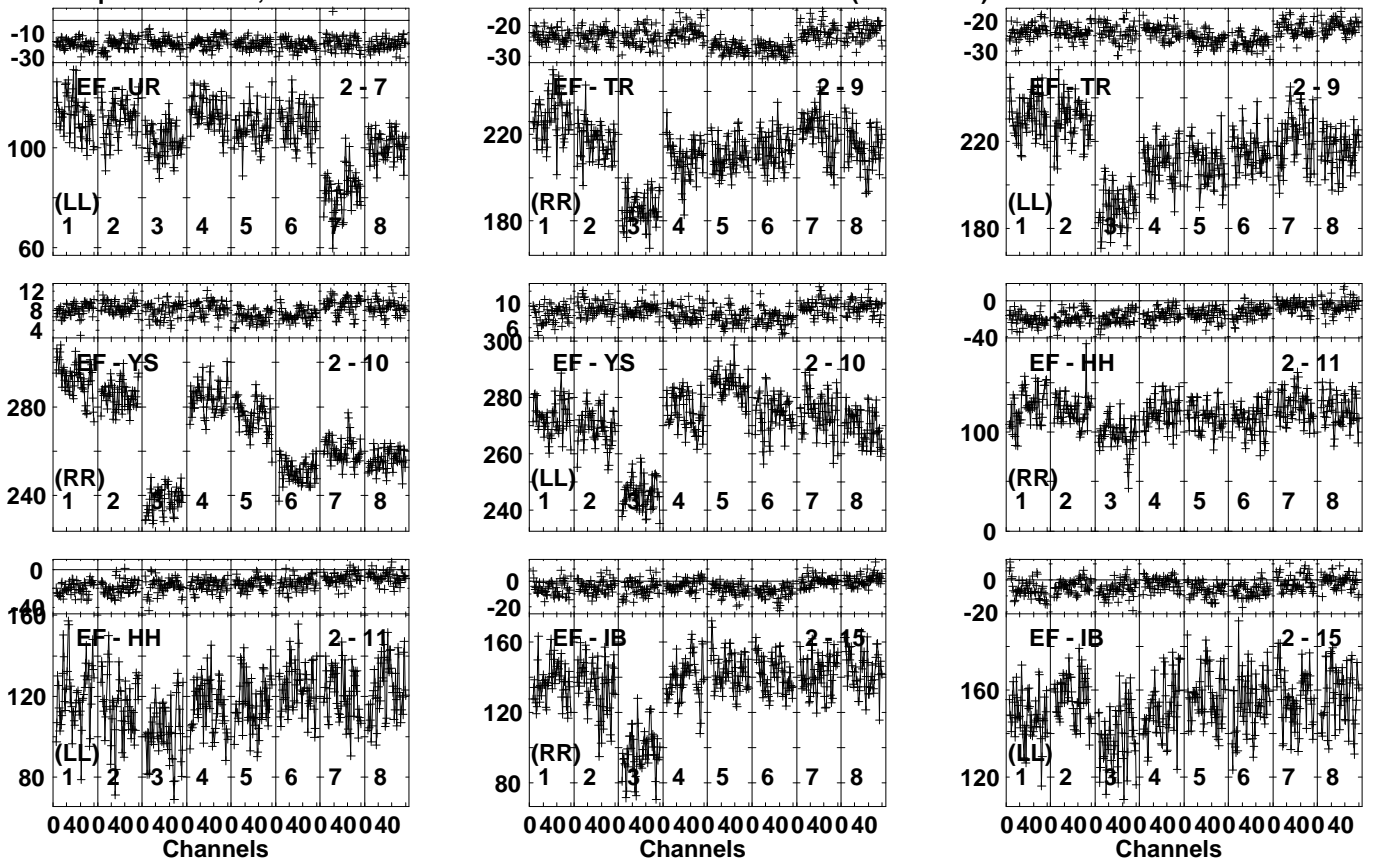 -10
-30
EF - UR 2 - 7
100
(LL)
1 2 3 4 5 6 7 8
60
-20
-30
EF - TR 2 - 9
220
(RR)
180
1 2 3 4 5 6 7 8
-20
-30
EF - TR 2 - 9
220
(LL)
180
1 2 3 4 5 6 7 8
12
8
4
EF - YS 2 - 10
280
(RR)
240
1 2 3 4 5 6 7 8
10
6
300
EF - YS 2 - 10
280
260
(LL)
240
1 2 3 4 5 6 7 8
0
-40
EF - HH 2 - 11
100
(RR)
1 2 3 4 5 6 7 8
0
0
-40
160
EF - HH 2 - 11
120
(LL)
80
1 2 3 4 5 6 7 8
0 40 0 40 0 40 0 40 0 40 0 40 0 40 0 40
Channels
0
-20
160
EF - IB 2 - 15
120
(RR)
80
1 2 3 4 5 6 7 8
0 40 0 40 0 40 0 40 0 40 0 40 0 40 0 40
Channels
0
-20
EF - IB 2 - 15
160
(LL)
120
1 2 3 4 5 6 7 8
0 40 0 40 0 40 0 40 0 40 0 40 0 40 0 40
Channels